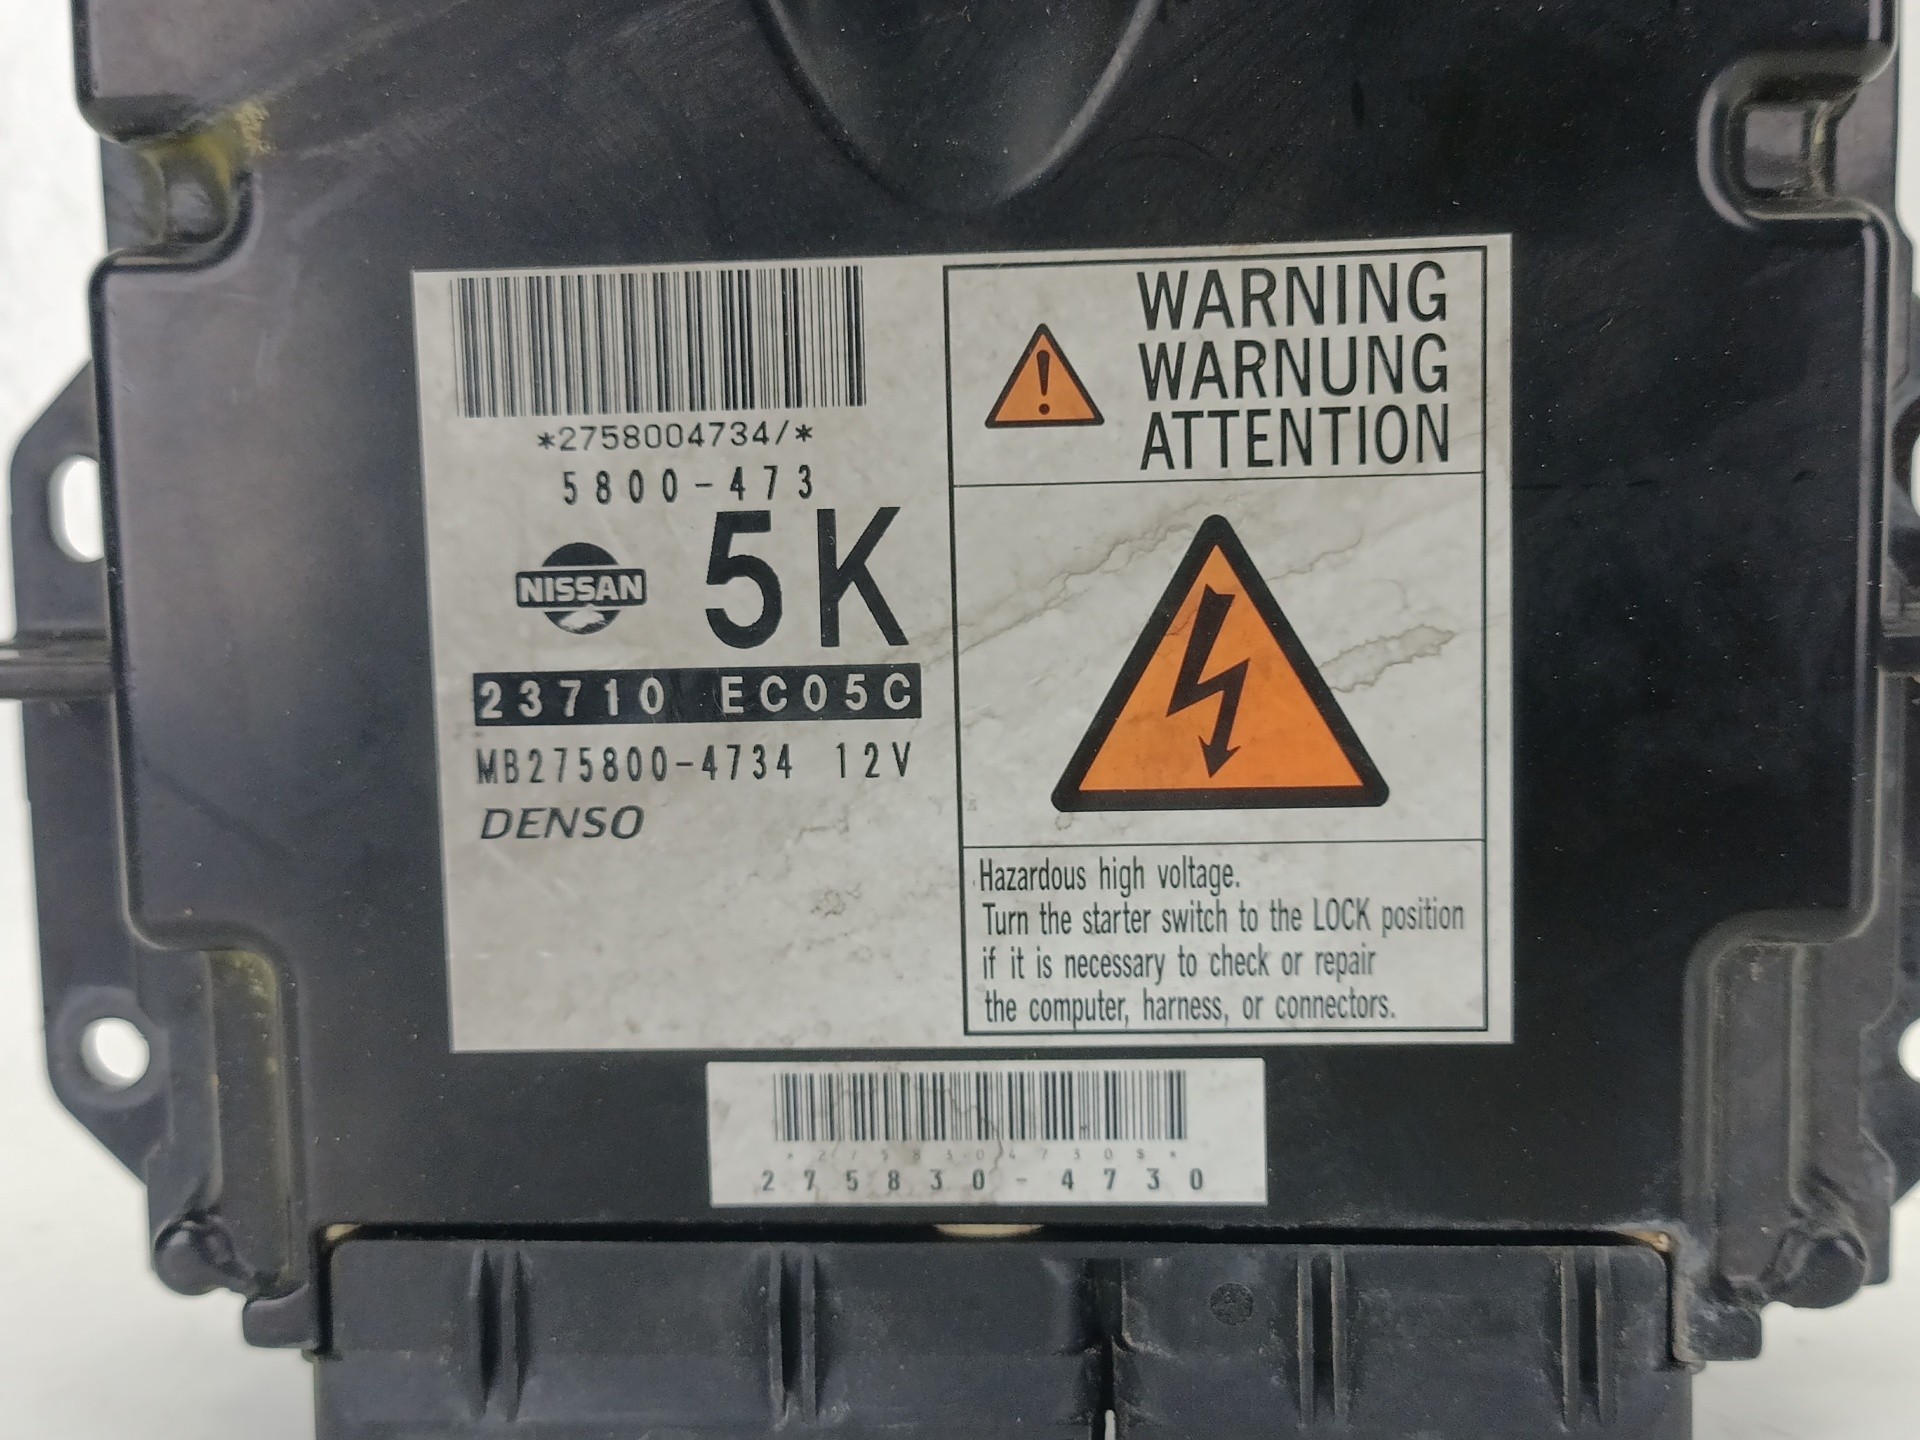 *2758004734/*
5800-473
NISSAN
5K
23710 EC05C
MB275800-4734 12V
DENSO
WARNING
WARNUNG
ATTENTION
Hazardous high voltage.
Turn the starter switch to the LOCK position
if it is necessary to check or repair
the computer, harness, or connectors.
*2758304730$*
275830-4730